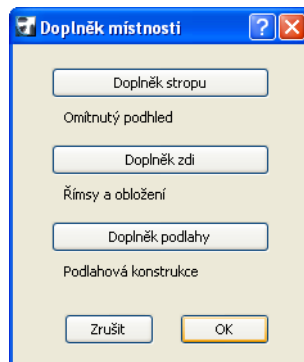 Doplněk místnosti
Doplněk stropu
Omítnutý podhled
Doplněk zdi
Římsy a obložení
Doplněk podlahy
Podlahová konstrukce
Zrušit OK